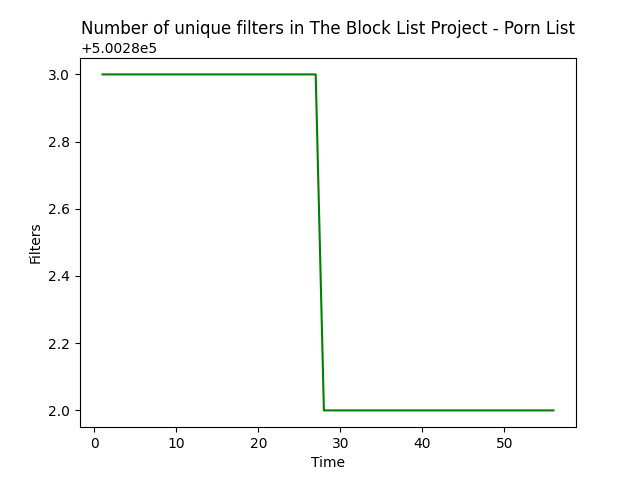 Number of unique filters in The Block List Project - Porn List
+5.0028e5
3.0
2.8
2.6
2.4
2.2
2.0
Filters
0 10 20 30 40 50
Time